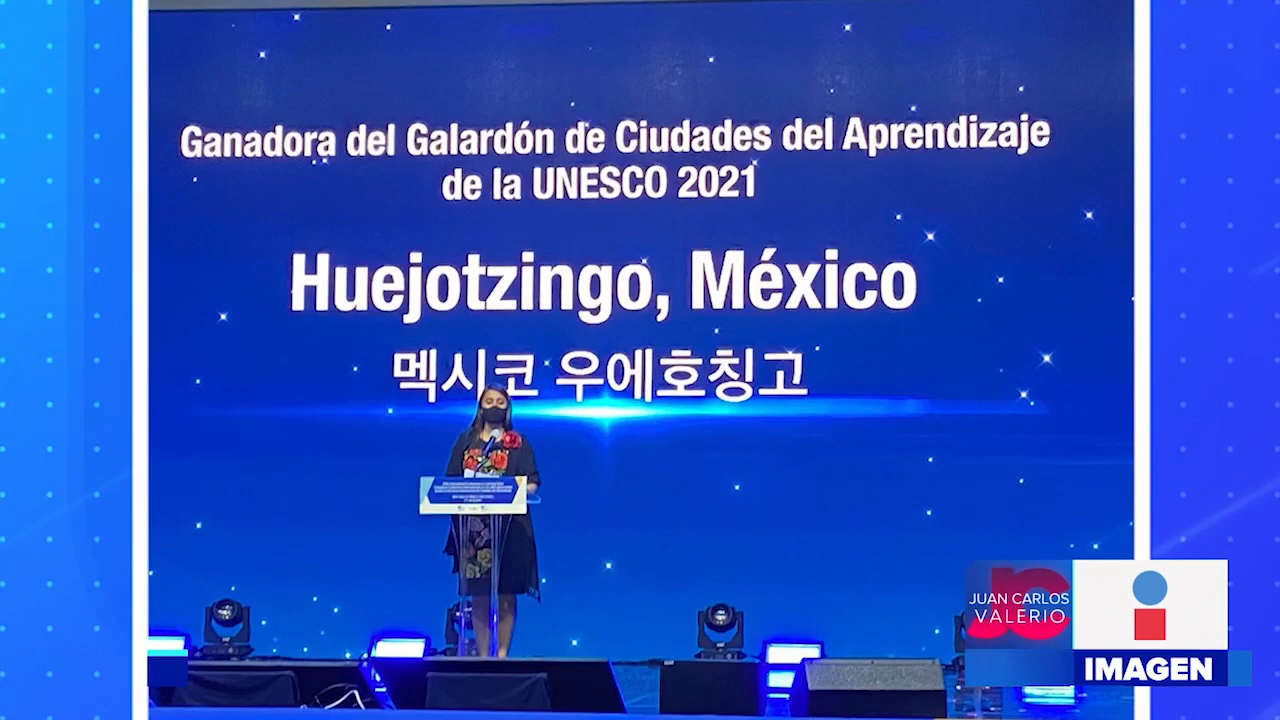 Ganadora del Galardón de Ciudades del Aprendizaje
de la UNESCO 2021
Huejotzingo, México
멕시코 우에호칭고
JUAN CARLOS
VALERIO
IMAGEN